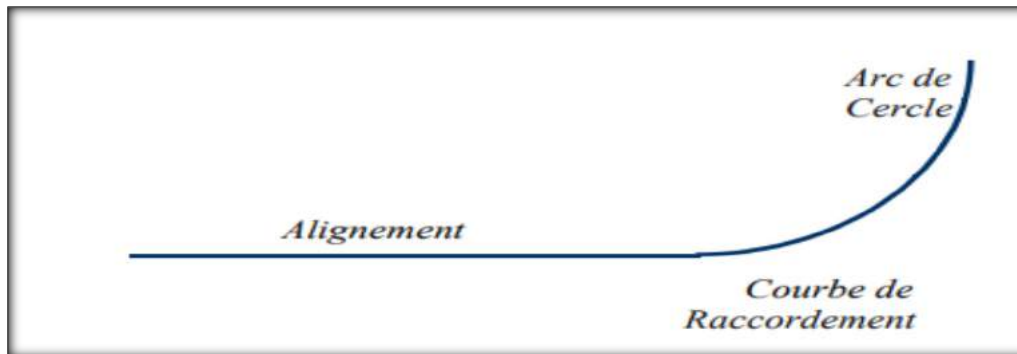 Arc de
Cercle
Alignement
Courbe de
Raccordement